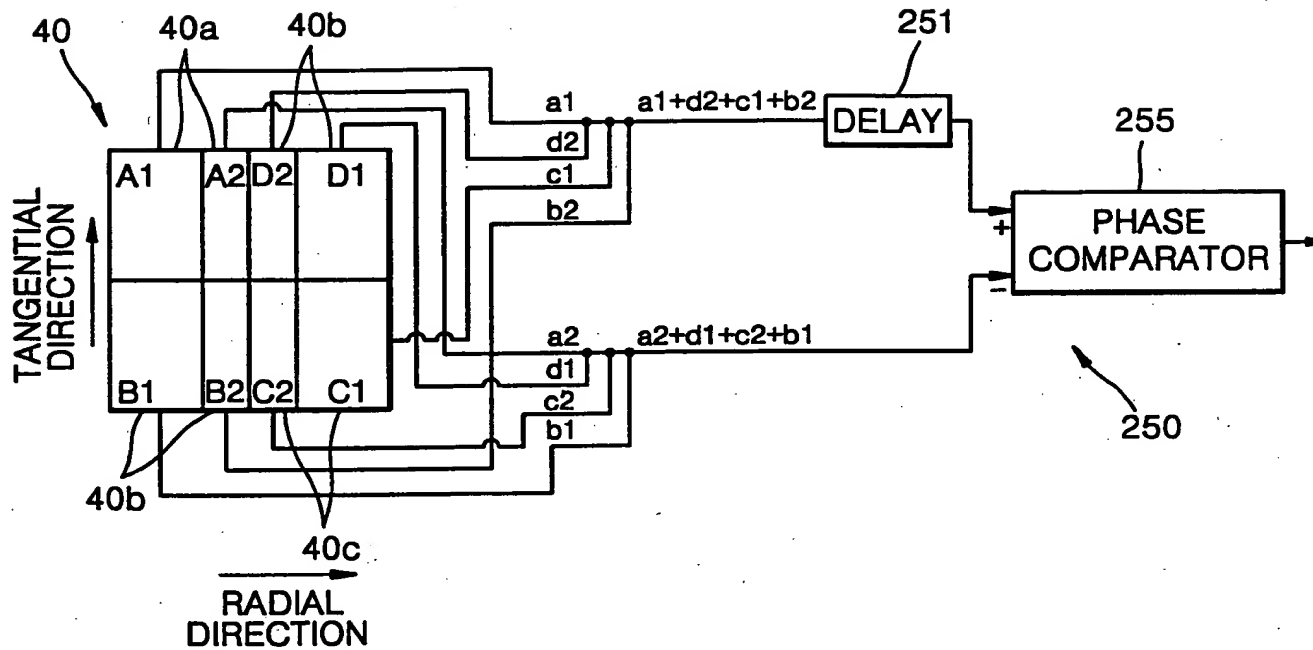 40
40a
40b
251
a1
a1+d2+c1+b2
DELAY
d2
255
A1
A2
D2
D1
c1
b2
+
PHASE
COMPARATOR
TANGENTIAL
DIRECTION
−
a2
a2+d1+c2+b1
d1
B1
B2
C2
C1
c2
b1
250
40b
40c
RADIAL
DIRECTION